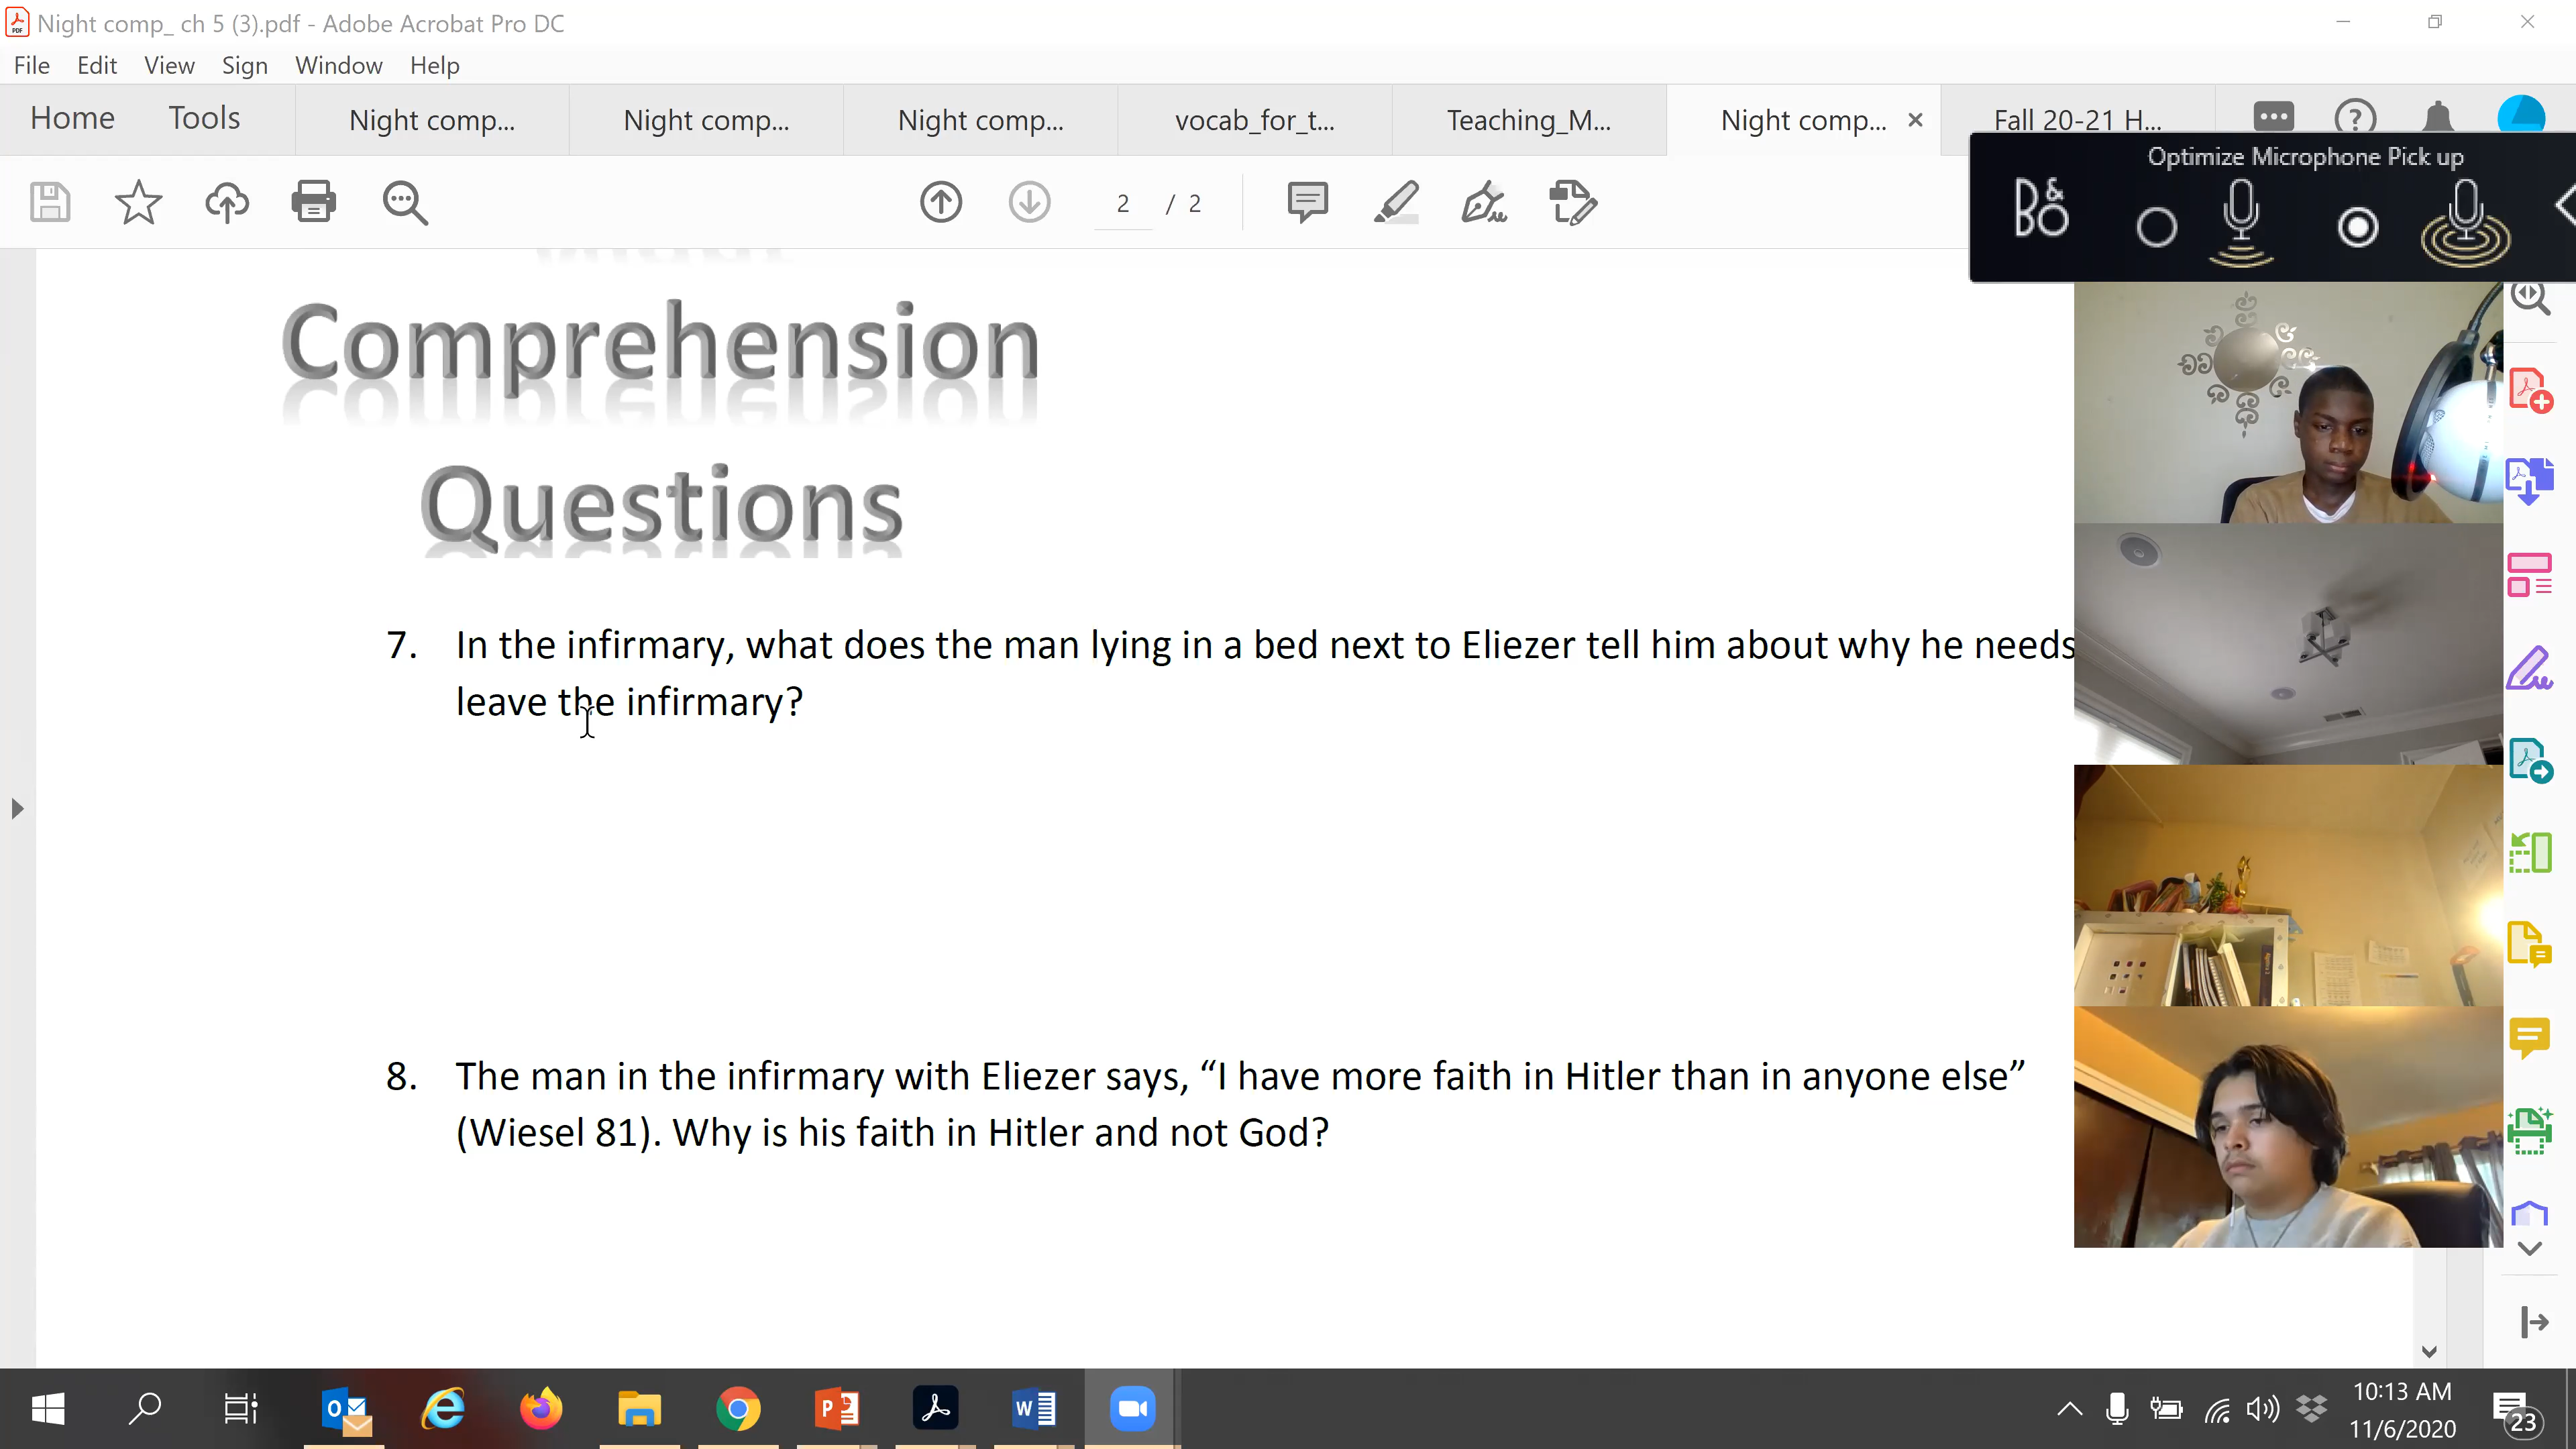 Night comp_ ch 5 (3).pdf - Adobe Acrobat Pro DC
File Edit View Sign Window Help
Home Tools Night comp... Night comp... Night comp... vocab_for_t... Teaching_M... Night comp... Fall 20-21 H...
Optimize Microphone Pick up
B&O
2 / 2
Comprehension
Questions
7. In the infirmary, what does the man lying in a bed next to Eliezer tell him about why he needs
leave the infirmary?
8. The man in the infirmary with Eliezer says, “I have more faith in Hitler than in anyone else”
(Wiesel 81). Why is his faith in Hitler and not God?
10:13 AM
11/6/2020
23